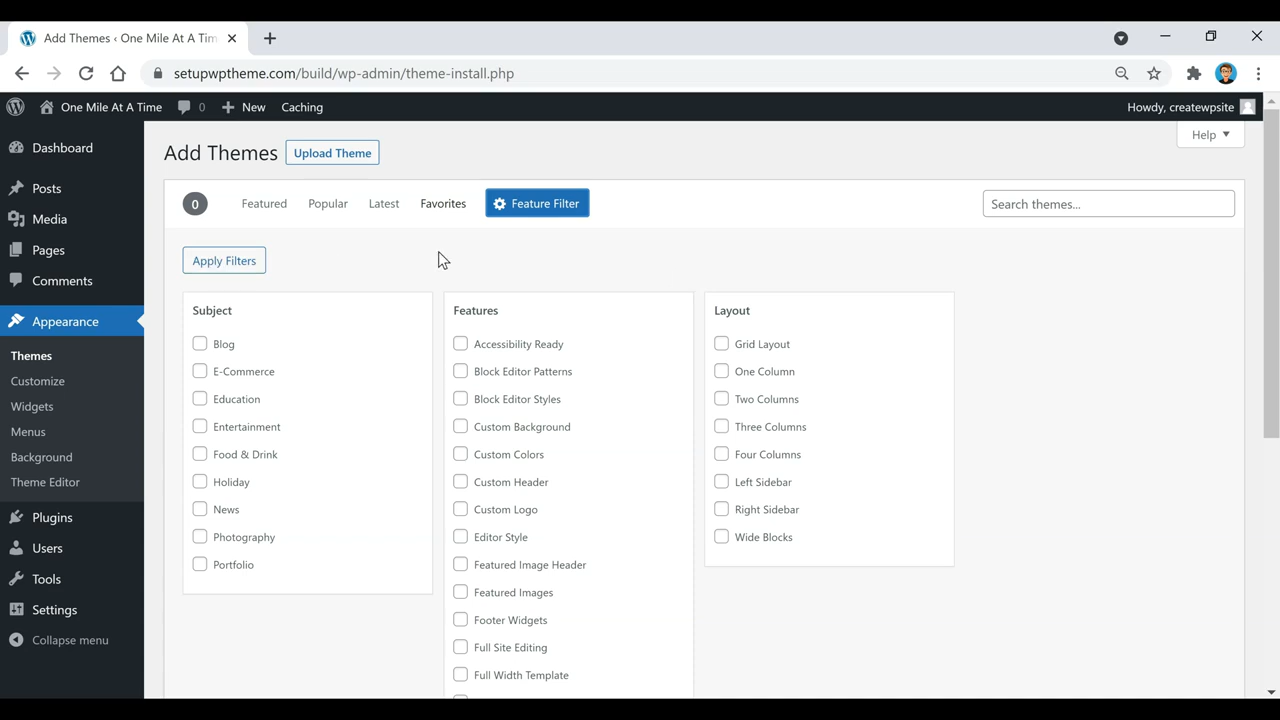 Add Themes ‹ One Mile At A Tim
setupwptheme.com/build/wp-admin/theme-install.php
One Mile At A Time 0 New Caching Howdy, createwpsite
Help
Dashboard
Posts
Media
Pages
Comments
Appearance
Themes
Customize
Widgets
Menus
Background
Theme Editor
Plugins
Users
Tools
Settings
Collapse menu
Add Themes Upload Theme
0 Featured Popular Latest Favorites Feature Filter Search themes...
Apply Filters
Subject
Blog
E-Commerce
Education
Entertainment
Food & Drink
Holiday
News
Photography
Portfolio
Features
Accessibility Ready
Block Editor Patterns
Block Editor Styles
Custom Background
Custom Colors
Custom Header
Custom Logo
Editor Style
Featured Image Header
Featured Images
Footer Widgets
Full Site Editing
Full Width Template
Layout
Grid Layout
One Column
Two Columns
Three Columns
Four Columns
Left Sidebar
Right Sidebar
Wide Blocks